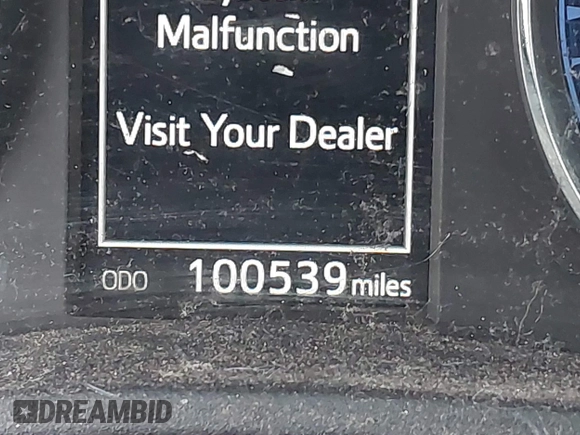 Malfunction
Visit Your Dealer
ODO 100539 miles
DREAMBID